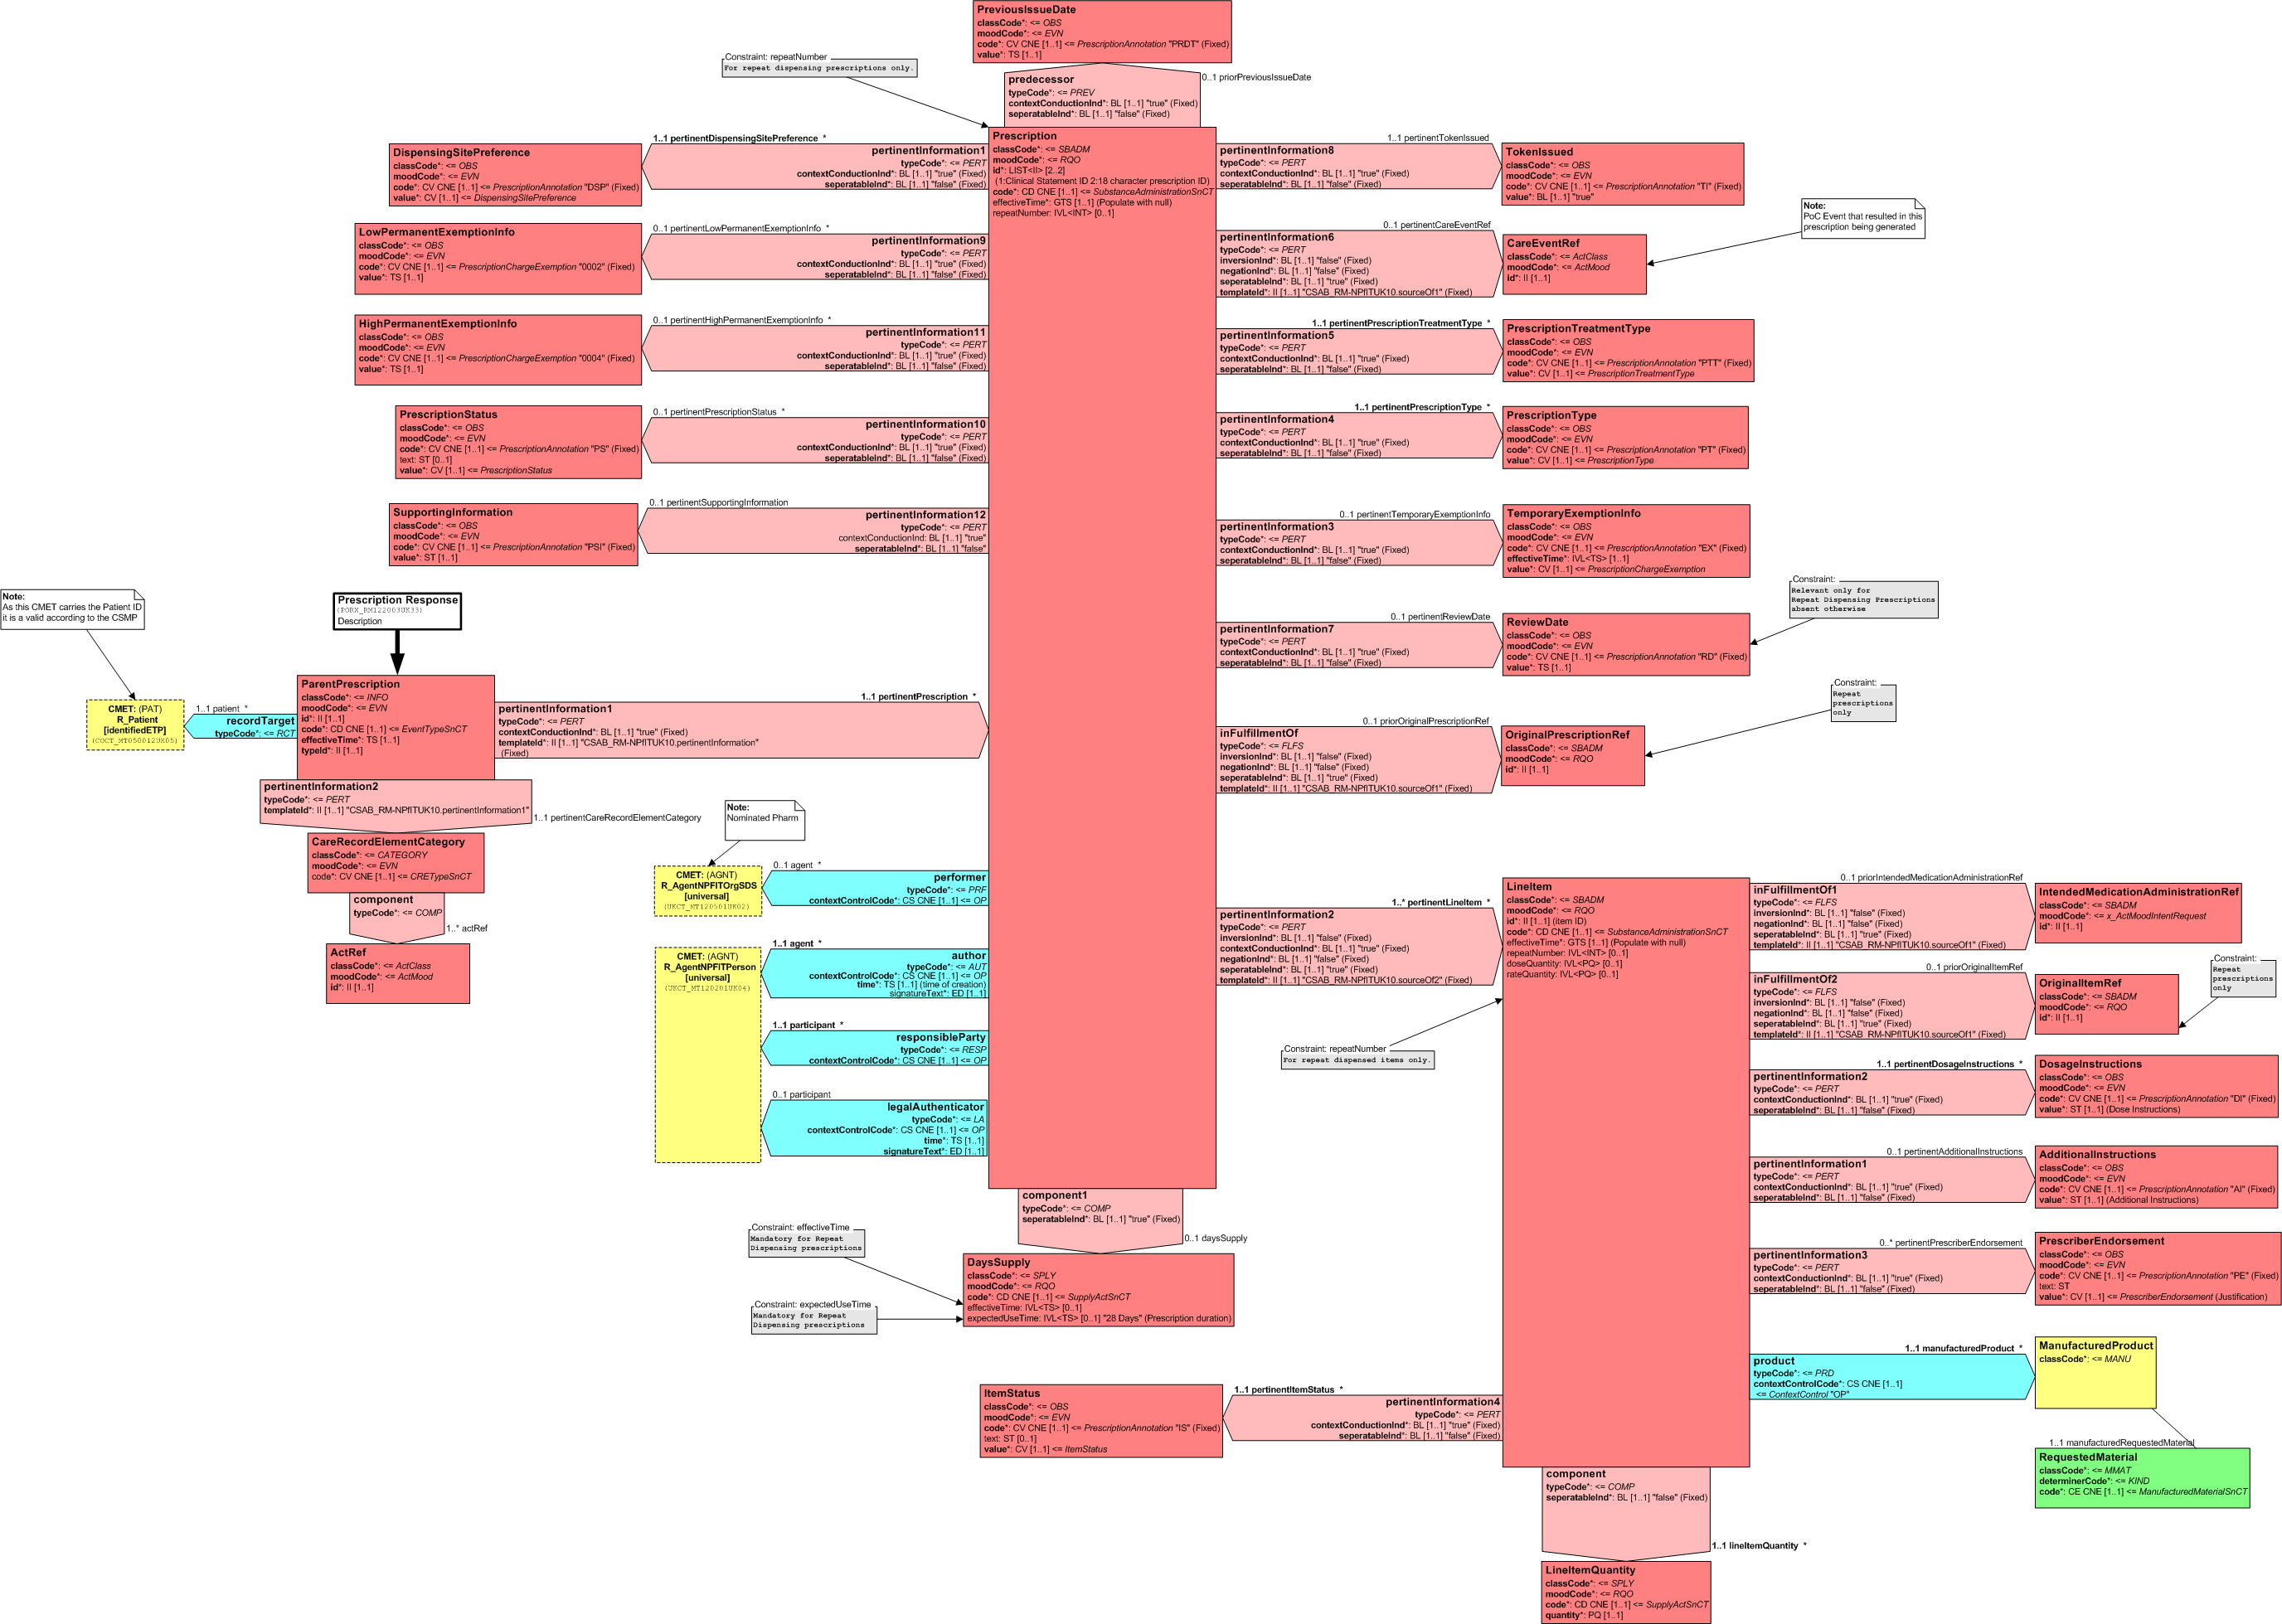 PreviousIssueDate
classCode*: <= OBS
moodCode*: <= EVN
code*: CV CNE [1..1] <= PrescriptionAnnotation "PRDT" (Fixed)
value*: TS [1..1]
Constraint: repeatNumber
For repeat dispensing prescriptions only.
predecessor
typeCode*: <= PREV
contextConductionInd*: BL [1..1] "true" (Fixed)
seperatableInd*: BL [1..1] "false" (Fixed)
0..1 priorPreviousIssueDate
Prescription
classCode*: <= SBADM
moodCode*: <= RQO
id*: LIST<II> [2..2]
(1:Clinical Statement ID 2:18 character prescription ID)
code*: CD CNE [1..1] <= SubstanceAdministrationSnCT
effectiveTime*: GTS [1..1] (Populate with null)
repeatNumber: IVL<INT> [0..1]
1..1 pertinentDispensingSitePreference *
pertinentInformation1
typeCode*: <= PERT
contextConductionInd*: BL [1..1] "true" (Fixed)
seperatableInd*: BL [1..1] "false" (Fixed)
DispensingSitePreference
classCode*: <= OBS
moodCode*: <= EVN
code*: CV CNE [1..1] <= PrescriptionAnnotation "DSP" (Fixed)
value*: CV [1..1] <= DispensingSitePreference
0..1 pertinentLowPermanentExemptionInfo *
pertinentInformation9
typeCode*: <= PERT
contextConductionInd*: BL [1..1] "true" (Fixed)
seperatableInd*: BL [1..1] "false" (Fixed)
LowPermanentExemptionInfo
classCode*: <= OBS
moodCode*: <= EVN
code*: CV CNE [1..1] <= PrescriptionChargeExemption "0002" (Fixed)
value*: TS [1..1]
0..1 pertinentHighPermanentExemptionInfo *
pertinentInformation11
typeCode*: <= PERT
contextConductionInd*: BL [1..1] "true" (Fixed)
seperatableInd*: BL [1..1] "false" (Fixed)
HighPermanentExemptionInfo
classCode*: <= OBS
moodCode*: <= EVN
code*: CV CNE [1..1] <= PrescriptionChargeExemption "0004" (Fixed)
value*: TS [1..1]
0..1 pertinentPrescriptionStatus *
pertinentInformation10
typeCode*: <= PERT
contextConductionInd*: BL [1..1] "true" (Fixed)
seperatableInd*: BL [1..1] "false" (Fixed)
PrescriptionStatus
classCode*: <= OBS
moodCode*: <= EVN
code*: CV CNE [1..1] <= PrescriptionAnnotation "PS" (Fixed)
text: ST [0..1]
value*: CV [1..1] <= PrescriptionStatus
0..1 pertinentSupportingInformation
pertinentInformation12
typeCode*: <= PERT
contextConductionInd: BL [1..1] "true"
seperatableInd*: BL [1..1] "false"
SupportingInformation
classCode*: <= OBS
moodCode*: <= EVN
code*: CV CNE [1..1] <= PrescriptionAnnotation "PSI" (Fixed)
value*: ST [1..1]
1..1 pertinentTokenIssued
pertinentInformation8
typeCode*: <= PERT
contextConductionInd*: BL [1..1] "true" (Fixed)
seperatableInd*: BL [1..1] "false" (Fixed)
TokenIssued
classCode*: <= OBS
moodCode*: <= EVN
code*: CV CNE [1..1] <= PrescriptionAnnotation "TI" (Fixed)
value*: BL [1..1] "true"
Note:
PoC Event that resulted in this
prescription being generated
0..1 pertinentCareEventRef
pertinentInformation6
typeCode*: <= PERT
inversionInd*: BL [1..1] "false" (Fixed)
negationInd*: BL [1..1] "false" (Fixed)
seperatableInd*: BL [1..1] "true" (Fixed)
templateId*: II [1..1] "CSAB_RM-NPfITUK10.sourceOf1" (Fixed)
CareEventRef
classCode*: <= ActClass
moodCode*: <= ActMood
id*: II [1..1]
1..1 pertinentPrescriptionTreatmentType *
pertinentInformation5
typeCode*: <= PERT
contextConductionInd*: BL [1..1] "true" (Fixed)
seperatableInd*: BL [1..1] "false" (Fixed)
PrescriptionTreatmentType
classCode*: <= OBS
moodCode*: <= EVN
code*: CV CNE [1..1] <= PrescriptionAnnotation "PTT" (Fixed)
value*: CV [1..1] <= PrescriptionTreatmentType
1..1 pertinentPrescriptionType *
pertinentInformation4
typeCode*: <= PERT
contextConductionInd*: BL [1..1] "true" (Fixed)
seperatableInd*: BL [1..1] "false" (Fixed)
PrescriptionType
classCode*: <= OBS
moodCode*: <= EVN
code*: CV CNE [1..1] <= PrescriptionAnnotation "PT" (Fixed)
value*: CV [1..1] <= PrescriptionType
0..1 pertinentTemporaryExemptionInfo
pertinentInformation3
typeCode*: <= PERT
contextConductionInd*: BL [1..1] "true" (Fixed)
seperatableInd*: BL [1..1] "false" (Fixed)
TemporaryExemptionInfo
classCode*: <= OBS
moodCode*: <= EVN
code*: CV CNE [1..1] <= PrescriptionAnnotation "EX" (Fixed)
effectiveTime*: IVL<TS> [1..1]
value*: CV [1..1] <= PrescriptionChargeExemption
Constraint:
Relevant only for
Repeat Dispensing Prescriptions
absent otherwise
0..1 pertinentReviewDate
pertinentInformation7
typeCode*: <= PERT
contextConductionInd*: BL [1..1] "true" (Fixed)
seperatableInd*: BL [1..1] "false" (Fixed)
ReviewDate
classCode*: <= OBS
moodCode*: <= EVN
code*: CV CNE [1..1] <= PrescriptionAnnotation "RD" (Fixed)
value*: TS [1..1]
Constraint:
Repeat
prescriptions
only
0..1 priorOriginalPrescriptionRef
inFulfillmentOf
typeCode*: <= FLFS
inversionInd*: BL [1..1] "false" (Fixed)
negationInd*: BL [1..1] "false" (Fixed)
seperatableInd*: BL [1..1] "true" (Fixed)
templateId*: II [1..1] "CSAB_RM-NPfITUK10.sourceOf1" (Fixed)
OriginalPrescriptionRef
classCode*: <= SBADM
moodCode*: <= RQO
id*: II [1..1]
Note:
As this CMET carries the Patient ID
it is a valid according to the CSMP
Prescription Response
(PORX_RM122003UK33)
Description
CMET: (PAT)
R_Patient
[identifiedETP]
(COCT_MT050012UK05)
1..1 patient *
recordTarget
typeCode*: <= RCT
ParentPrescription
classCode*: <= INFO
moodCode*: <= EVN
id*: II [1..1]
code*: CD CNE [1..1] <= EventTypeSnCT
effectiveTime*: TS [1..1]
typeId*: II [1..1]
1..1 pertinentPrescription *
pertinentInformation1
typeCode*: <= PERT
contextConductionInd*: BL [1..1] "true" (Fixed)
templateId*: II [1..1] "CSAB_RM-NPfITUK10.pertinentInformation"
(Fixed)
pertinentInformation2
typeCode*: <= PERT
templateId*: II [1..1] "CSAB_RM-NPfITUK10.pertinentInformation1"
1..1 pertinentCareRecordElementCategory
CareRecordElementCategory
classCode*: <= CATEGORY
moodCode*: <= EVN
code*: CV CNE [1..1] <= CRETypeSnCT
component
typeCode*: <= COMP
1..* actRef
ActRef
classCode*: <= ActClass
moodCode*: <= ActMood
id*: II [1..1]
Note:
Nominated Pharm
CMET: (AGNT)
R_AgentNPFITOrgSDS
[universal]
(UKCT_MT120501UK02)
0..1 agent *
performer
typeCode*: <= PRF
contextControlCode*: CS CNE [1..1] <= OP
CMET: (AGNT)
R_AgentNPFITPerson
[universal]
(UKCT_MT120201UK04)
1..1 agent *
author
typeCode*: <= AUT
contextControlCode*: CS CNE [1..1] <= OP
time*: TS [1..1] (time of creation)
signatureText*: ED [1..1]
1..1 participant *
responsibleParty
typeCode*: <= RESP
contextControlCode*: CS CNE [1..1] <= OP
0..1 participant
legalAuthenticator
typeCode*: <= LA
contextControlCode*: CS CNE [1..1] <= OP
time*: TS [1..1]
signatureText*: ED [1..1]
component1
typeCode*: <= COMP
seperatableInd*: BL [1..1] "true" (Fixed)
0..1 daysSupply
Constraint: effectiveTime
Mandatory for Repeat
Dispensing prescriptions
Constraint: expectedUseTime
Mandatory for Repeat
Dispensing prescriptions
DaysSupply
classCode*: <= SPLY
moodCode*: <= RQO
code*: CD CNE [1..1] <= SupplyActSnCT
effectiveTime: IVL<TS> [0..1]
expectedUseTime: IVL<TS> [0..1] "28 Days" (Prescription duration)
1..* pertinentLineItem *
pertinentInformation2
typeCode*: <= PERT
inversionInd*: BL [1..1] "false" (Fixed)
contextConductionInd*: BL [1..1] "true" (Fixed)
negationInd*: BL [1..1] "false" (Fixed)
seperatableInd*: BL [1..1] "true" (Fixed)
templateId*: II [1..1] "CSAB_RM-NPfITUK10.sourceOf2" (Fixed)
Constraint: repeatNumber
For repeat dispensed items only.
LineItem
classCode*: <= SBADM
moodCode*: <= RQO
id*: II [1..1] (item ID)
code*: CD CNE [1..1] <= SubstanceAdministrationSnCT
effectiveTime*: GTS [1..1] (Populate with null)
repeatNumber: IVL<INT> [0..1]
doseQuantity: IVL<PQ> [0..1]
rateQuantity: IVL<PQ> [0..1]
0..1 priorIntendedMedicationAdministrationRef
inFulfillmentOf1
typeCode*: <= FLFS
inversionInd*: BL [1..1] "false" (Fixed)
negationInd*: BL [1..1] "false" (Fixed)
seperatableInd*: BL [1..1] "true" (Fixed)
templateId*: II [1..1] "CSAB_RM-NPfITUK10.sourceOf1" (Fixed)
IntendedMedicationAdministrationRef
classCode*: <= SBADM
moodCode*: <= x_ActMoodIntentRequest
id*: II [1..1]
0..1 priorOriginalItemRef
inFulfillmentOf2
typeCode*: <= FLFS
inversionInd*: BL [1..1] "false" (Fixed)
negationInd*: BL [1..1] "false" (Fixed)
seperatableInd*: BL [1..1] "true" (Fixed)
templateId*: II [1..1] "CSAB_RM-NPfITUK10.sourceOf1" (Fixed)
OriginalItemRef
classCode*: <= SBADM
moodCode*: <= RQO
id*: II [1..1]
Constraint:
Repeat
prescriptions
only
1..1 pertinentDosageInstructions *
pertinentInformation2
typeCode*: <= PERT
contextConductionInd*: BL [1..1] "true" (Fixed)
seperatableInd*: BL [1..1] "false" (Fixed)
DosageInstructions
classCode*: <= OBS
moodCode*: <= EVN
code*: CV CNE [1..1] <= PrescriptionAnnotation "DI" (Fixed)
value*: ST [1..1] (Dose Instructions)
0..1 pertinentAdditionalInstructions
pertinentInformation1
typeCode*: <= PERT
contextConductionInd*: BL [1..1] "true" (Fixed)
seperatableInd*: BL [1..1] "false" (Fixed)
AdditionalInstructions
classCode*: <= OBS
moodCode*: <= EVN
code*: CV CNE [1..1] <= PrescriptionAnnotation "AI" (Fixed)
value*: ST [1..1] (Additional Instructions)
0..* pertinentPrescriberEndorsement
pertinentInformation3
typeCode*: <= PERT
contextConductionInd*: BL [1..1] "true" (Fixed)
seperatableInd*: BL [1..1] "false" (Fixed)
PrescriberEndorsement
classCode*: <= OBS
moodCode*: <= EVN
code*: CV CNE [1..1] <= PrescriptionAnnotation "PE" (Fixed)
text: ST
value*: CV [1..1] <= PrescriberEndorsement (Justification)
1..1 manufacturedProduct *
product
typeCode*: <= PRD
contextControlCode*: CS CNE [1..1]
<= ContextControl "OP"
ManufacturedProduct
classCode*: <= MANU
1..1 manufacturedRequestedMaterial
RequestedMaterial
classCode*: <= MMAT
determinerCode*: <= KIND
code*: CE CNE [1..1] <= ManufacturedMaterialSnCT
1..1 pertinentItemStatus *
pertinentInformation4
typeCode*: <= PERT
contextConductionInd*: BL [1..1] "true" (Fixed)
seperatableInd*: BL [1..1] "false" (Fixed)
ItemStatus
classCode*: <= OBS
moodCode*: <= EVN
code*: CV CNE [1..1] <= PrescriptionAnnotation "IS" (Fixed)
text: ST [0..1]
value*: CV [1..1] <= ItemStatus
component
typeCode*: <= COMP
seperatableInd*: BL [1..1] "false" (Fixed)
1..1 lineItemQuantity *
LineItemQuantity
classCode*: <= SPLY
moodCode*: <= RQO
code*: CD CNE [1..1] <= SupplyActSnCT
quantity*: PQ [1..1]